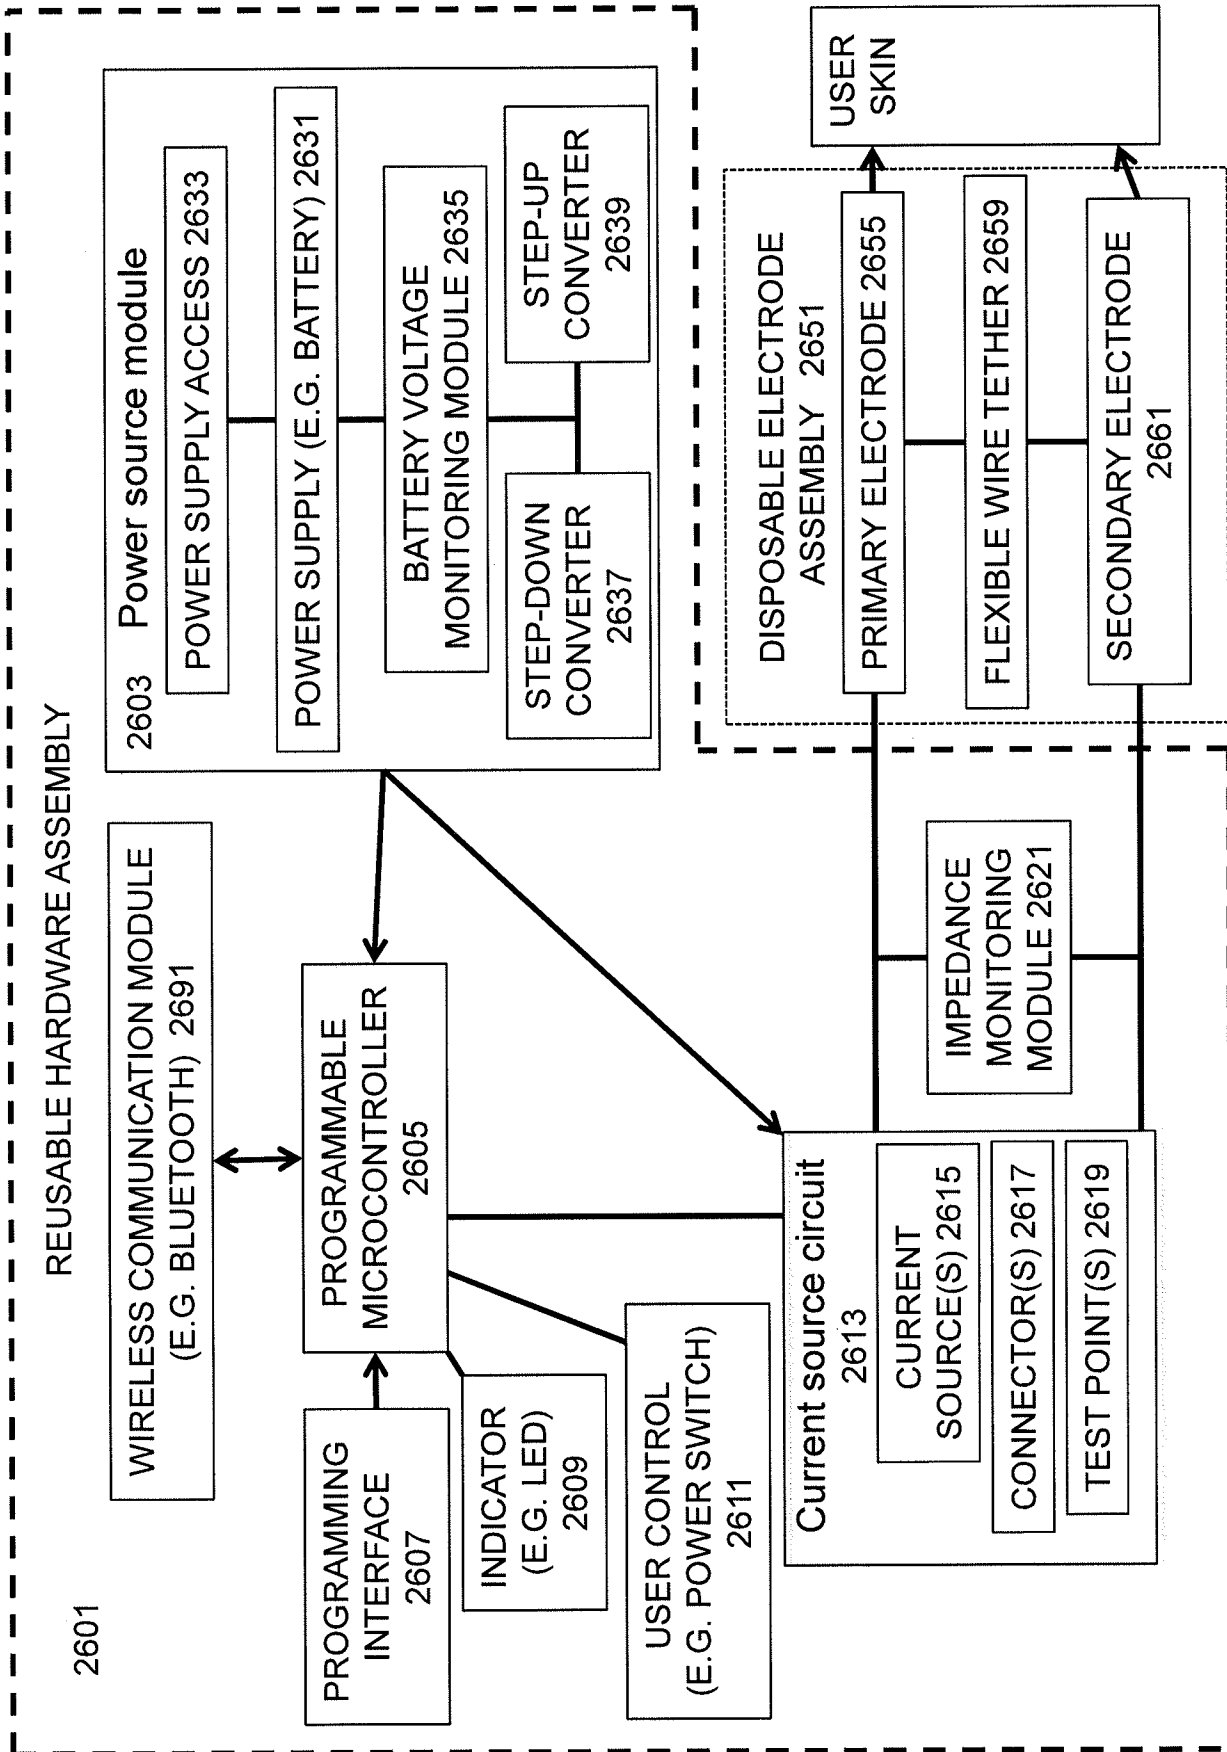 REUSABLE HARDWARE ASSEMBLY
2601
WIRELESS COMMUNICATION MODULE
(E.G. BLUETOOTH) 2691
2603 Power source module
POWER SUPPLY ACCESS 2633
POWER SUPPLY (E.G. BATTERY) 2631
BATTERY VOLTAGE
MONITORING MODULE 2635
STEP-DOWN
CONVERTER
2637
STEP-UP
CONVERTER
2639
PROGRAMMING
INTERFACE
2607
PROGRAMMABLE
MICROCONTROLLER
2605
INDICATOR
(E.G. LED)
2609
USER CONTROL
(E.G. POWER SWITCH)
2611
Current source circuit
2613
CURRENT
SOURCE(S) 2615
CONNECTOR(S) 2617
TEST POINT(S) 2619
IMPEDANCE
MONITORING
MODULE 2621
DISPOSABLE ELECTRODE
ASSEMBLY 2651
PRIMARY ELECTRODE 2655
FLEXIBLE WIRE TETHER 2659
SECONDARY ELECTRODE
2661
USER
SKIN